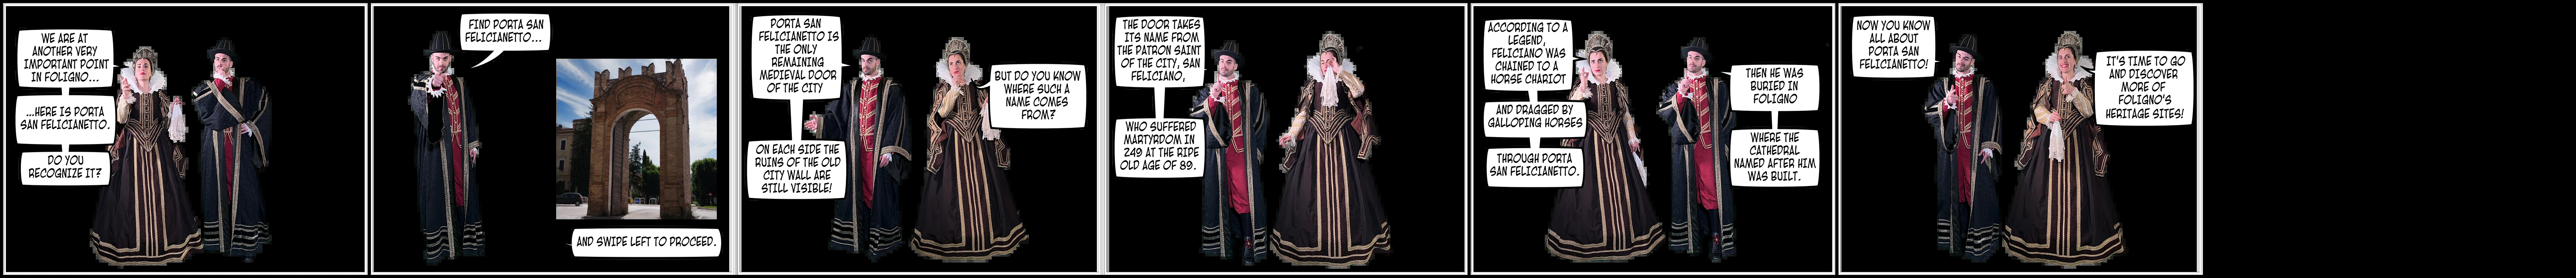 WE ARE AT
ANOTHER VERY
IMPORTANT POINT
IN FOLIGNO...
...HERE IS PORTA
SAN FELICIANETTO.
DO YOU
RECOGNIZE IT?
FIND PORTA SAN
FELICIANETTO...
AND SWIPE LEFT TO PROCEED.
PORTA SAN
FELICIANETTO IS
THE ONLY
REMAINING
MEDIEVAL DOOR
OF THE CITY
ON EACH SIDE THE
RUINS OF THE OLD
CITY WALL ARE
STILL VISIBLE!
BUT DO YOU KNOW
WHERE SUCH A
NAME COMES
FROM?
THE DOOR TAKES
ITS NAME FROM
THE PATRON SAINT
OF THE CITY, SAN
FELICIANO,
WHO SUFFERED
MARTYRDOM IN
249 AT THE RIDE
OLD AGE OF 89.
ACCORDING TO A
LEGEND,
FELICIANO WAS
CHAINED TO A
HORSE CHARIOT
AND DRAGGED BY
GALLOPING HORSES
THROUGH PORTA
SAN FELICIANETTO.
THEN HE WAS
BURIED IN
FOLIGNO
WHERE THE
CATHEDRAL
NAMED AFTER HIM
WAS BUILT.
NOW YOU KNOW
ALL ABOUT
PORTA SAN
FELICIANETTO!
IT'S TIME TO GO
AND DISCOVER
MORE OF
FOLIGNO'S
HERITAGE SITES!